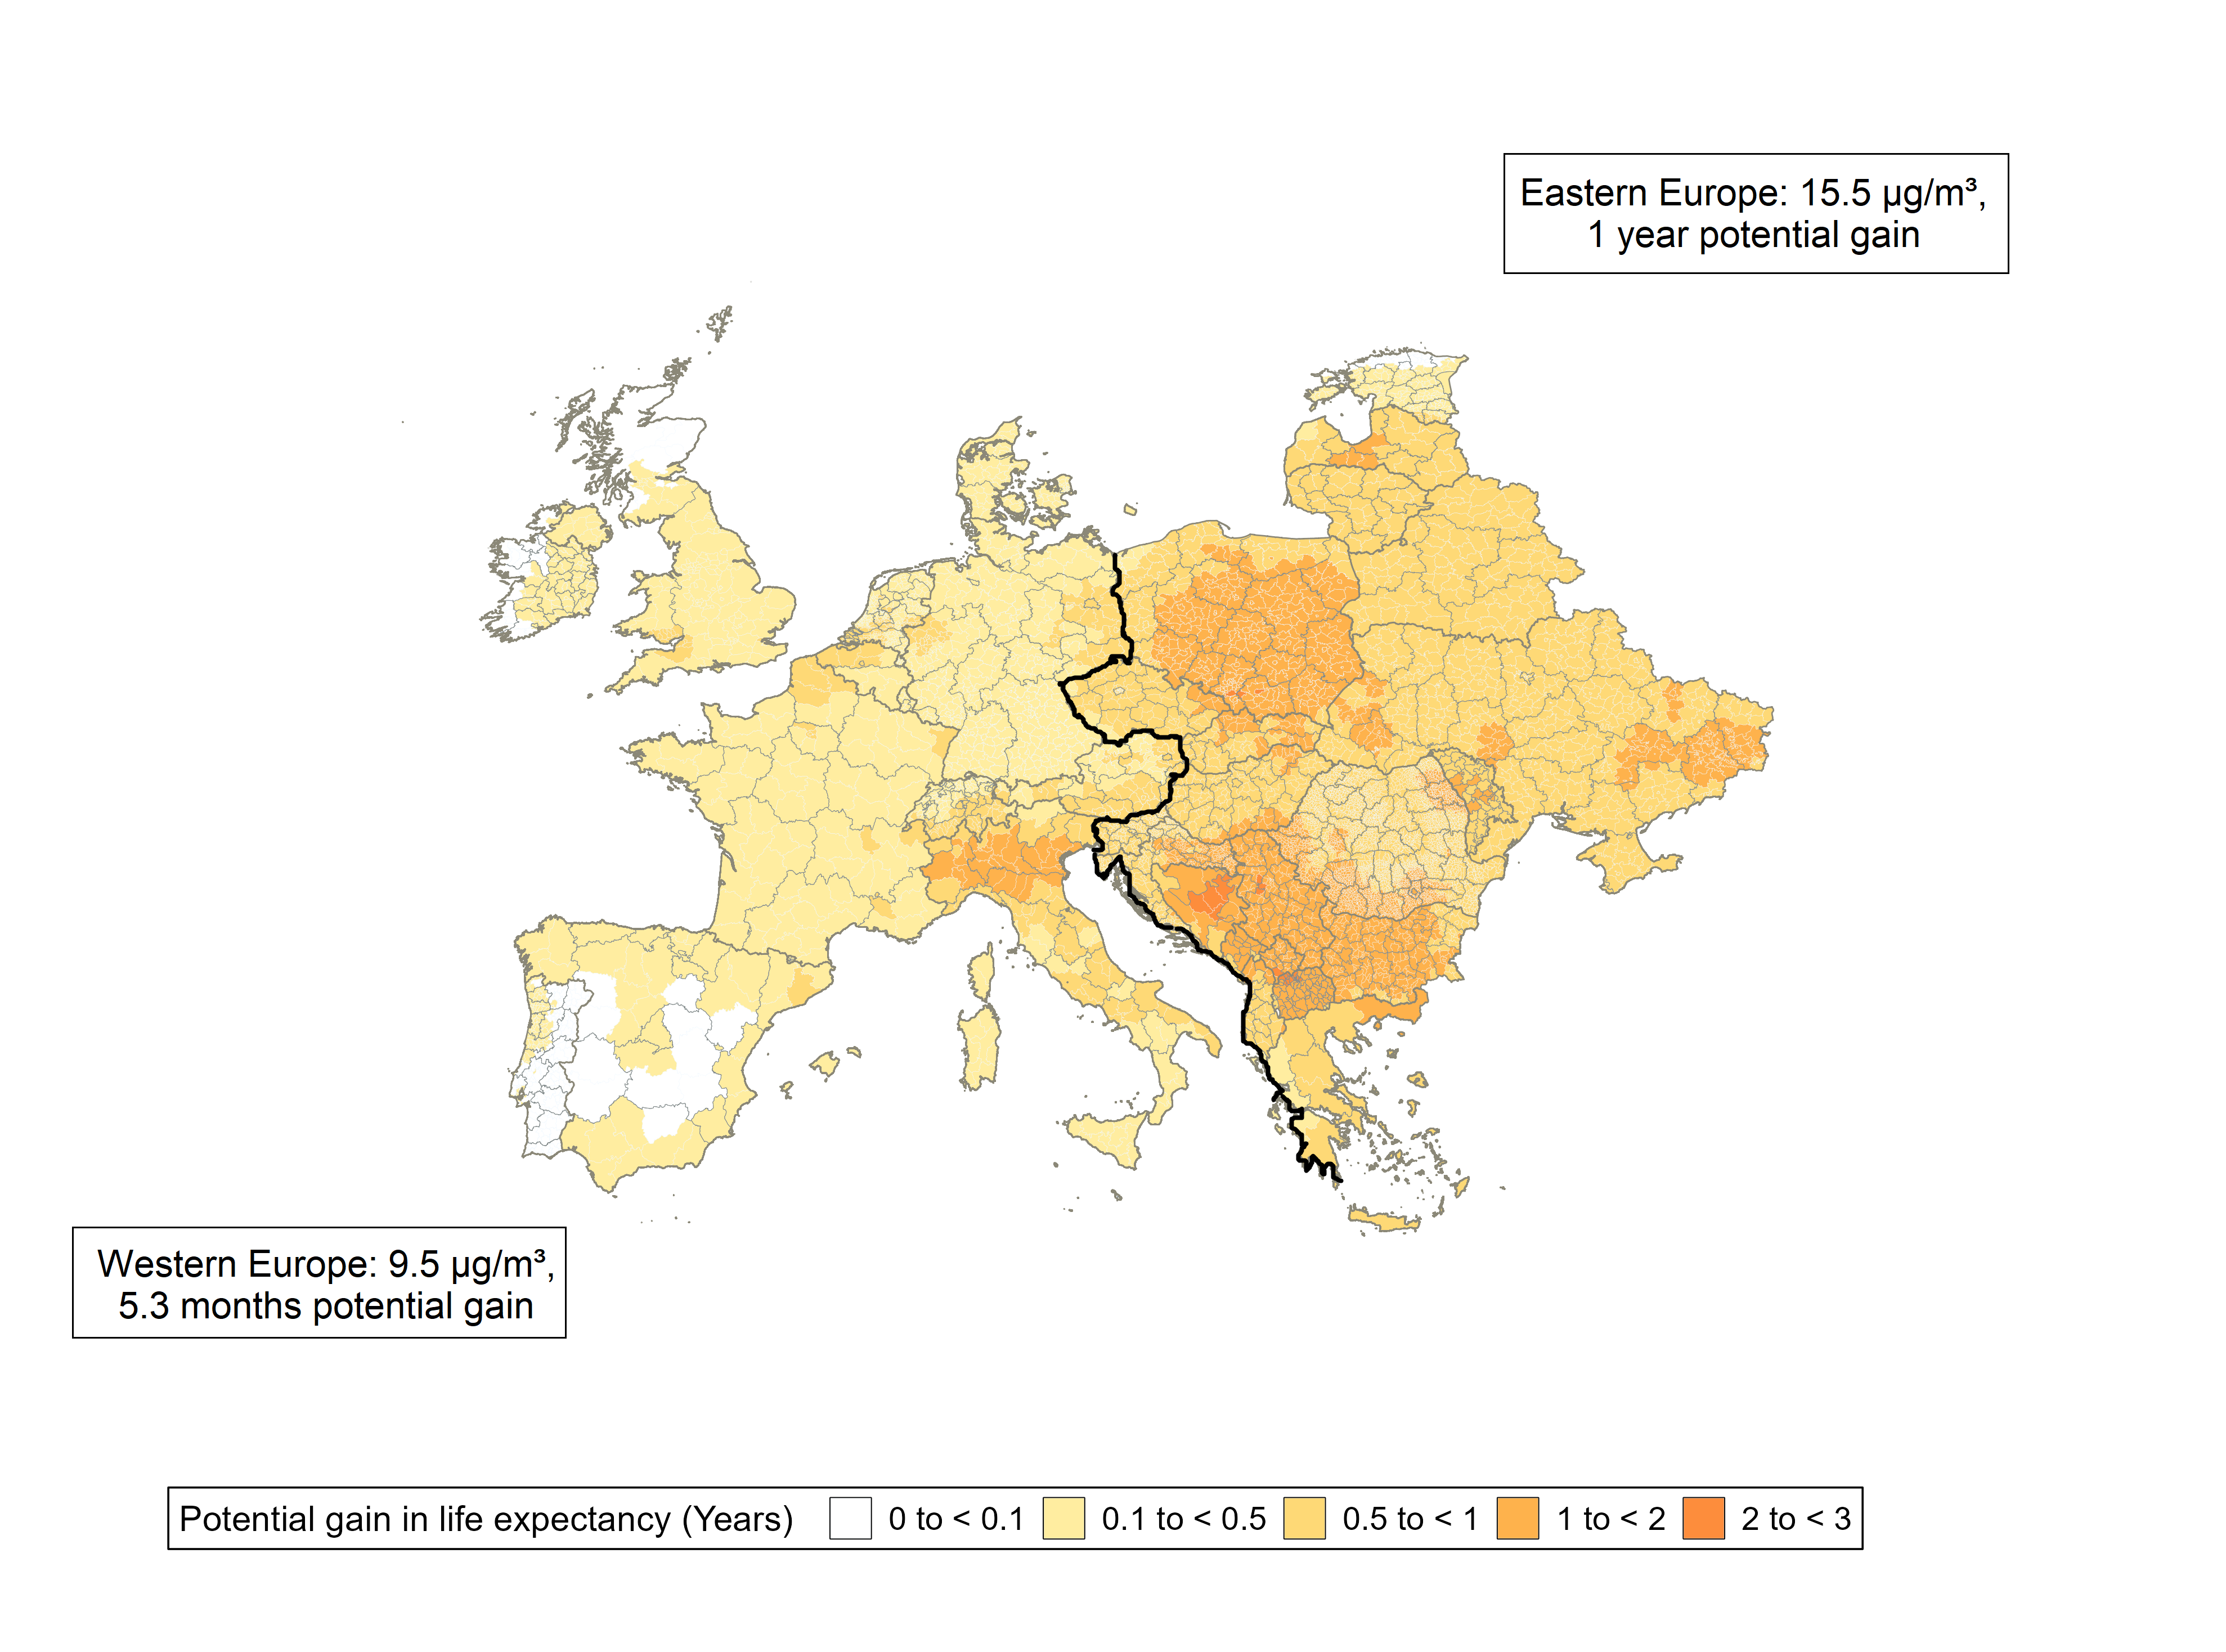 Eastern Europe: 15.5 µg/m³,
1 year potential gain
Western Europe: 9.5 µg/m³,
5.3 months potential gain
Potential gain in life expectancy (Years) 0 to < 0.1 0.1 to < 0.5 0.5 to < 1 1 to < 2 2 to < 3